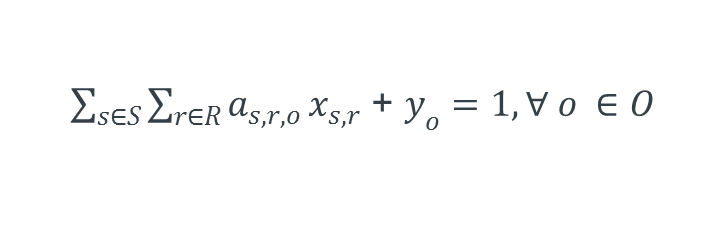 ∑s∈S ∑r∈R as,r,o xs,r + yo = 1, ∀ o ∈ O